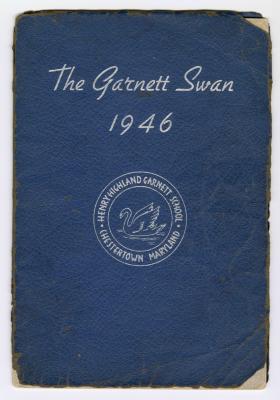 The Garnett Swan
1946
HENRY HIGHLAND GARNETT SCHOOL
CHESTERTOWN MARYLAND